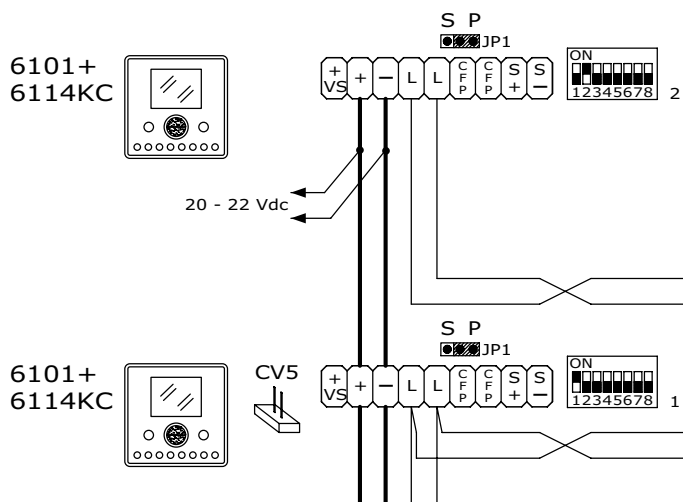 S P
JP1
6101+
6114KC
+ VS
+
—
L
L
C F P
C F P
S +
S —
ON
12345678
2
20 - 22 Vdc
S P
JP1
6101+
6114KC
CV5
+ VS
+
—
L
L
C F P
C F P
S +
S —
ON
12345678
1